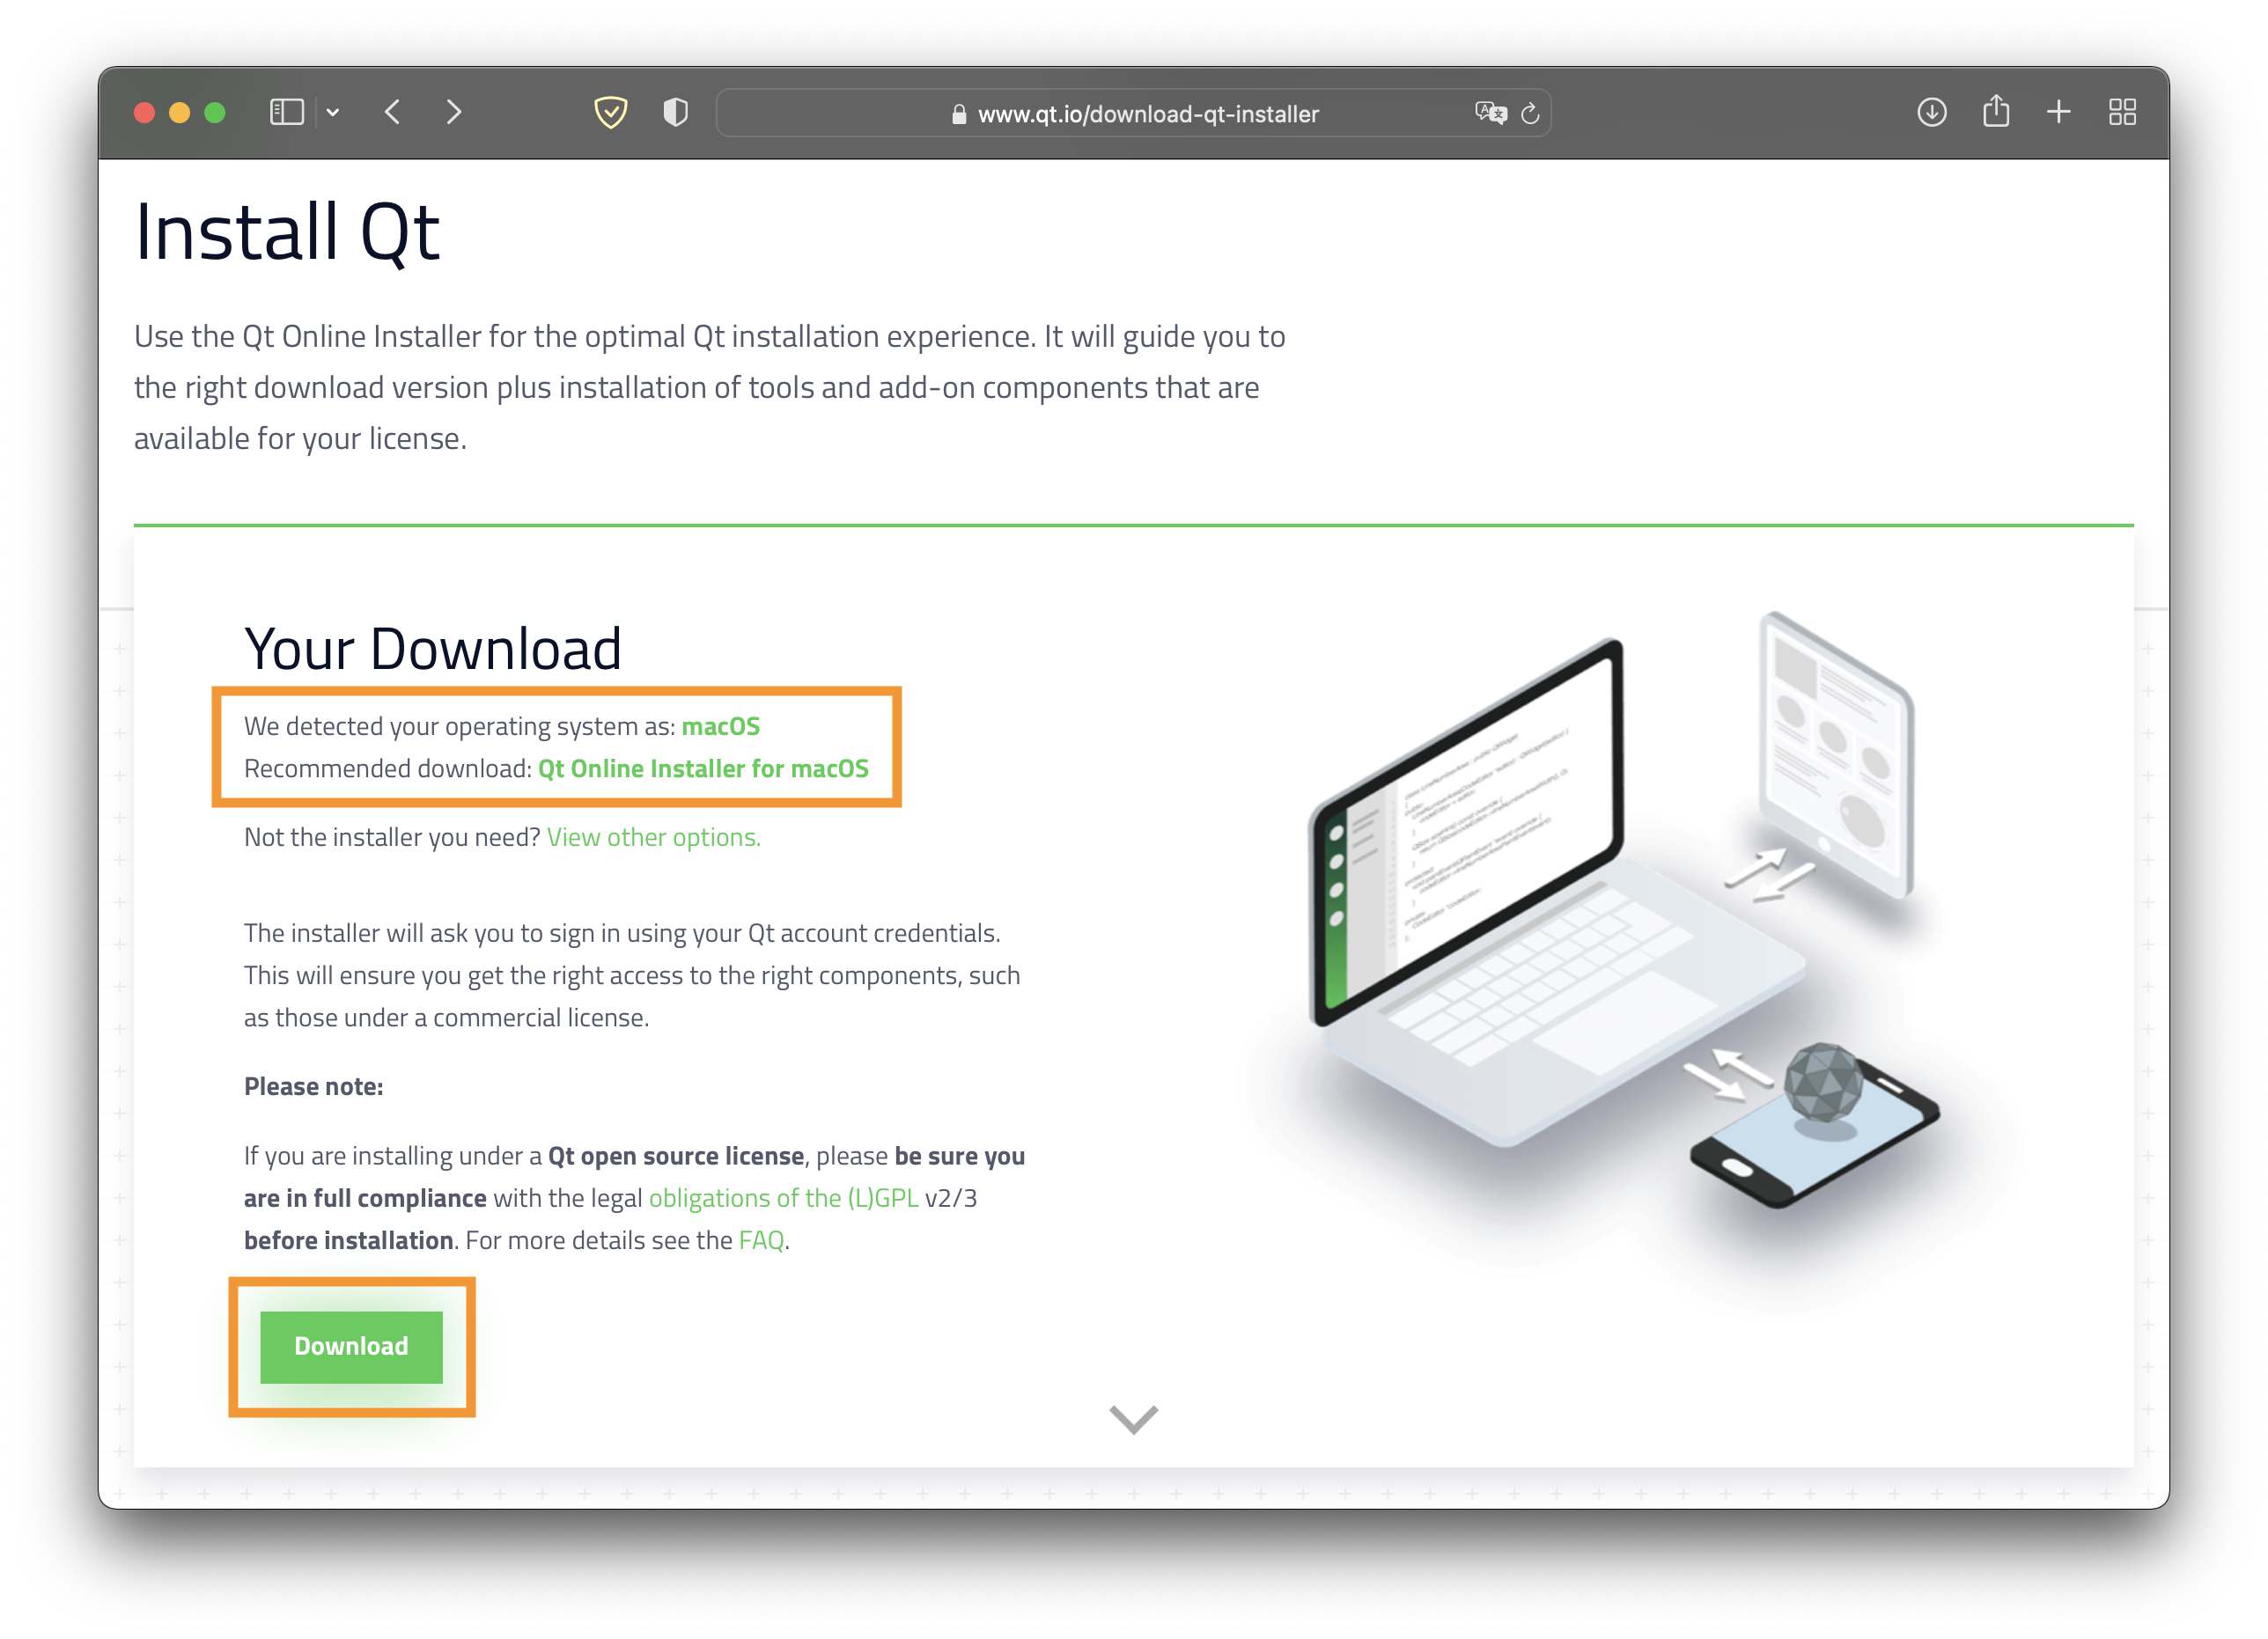 www.qt.io/download-qt-installer
Install Qt
Use the Qt Online Installer for the optimal Qt installation experience. It will guide you to
the right download version plus installation of tools and add-on components that are
available for your license.
Your Download
We detected your operating system as: macOS
Recommended download: Qt Online Installer for macOS
Not the installer you need? View other options.
The installer will ask you to sign in using your Qt account credentials.
This will ensure you get the right access to the right components, such
as those under a commercial license.
Please note:
If you are installing under a Qt open source license, please be sure you
are in full compliance with the legal obligations of the (L)GPL v2/3
before installation. For more details see the FAQ.
Download